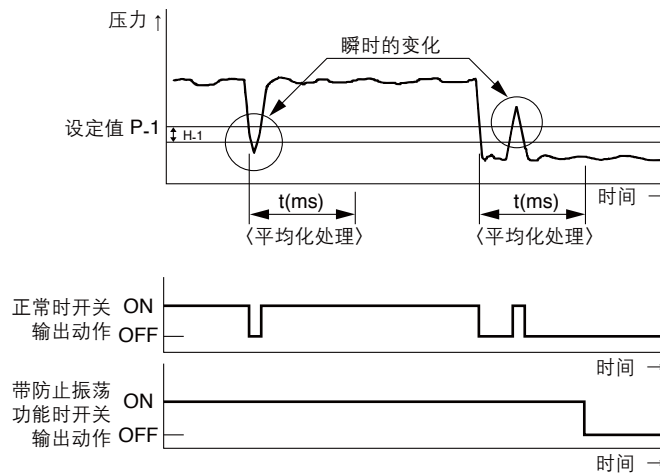 压力 ↑
瞬时的变化
设定值 P-1
H-1
时间 →
t(ms)
t(ms)
〈平均化处理〉
〈平均化处理〉
正常时开关
输出动作
ON
OFF
时间 →
带防止振荡
功能时开关
输出动作
ON
OFF
时间 →